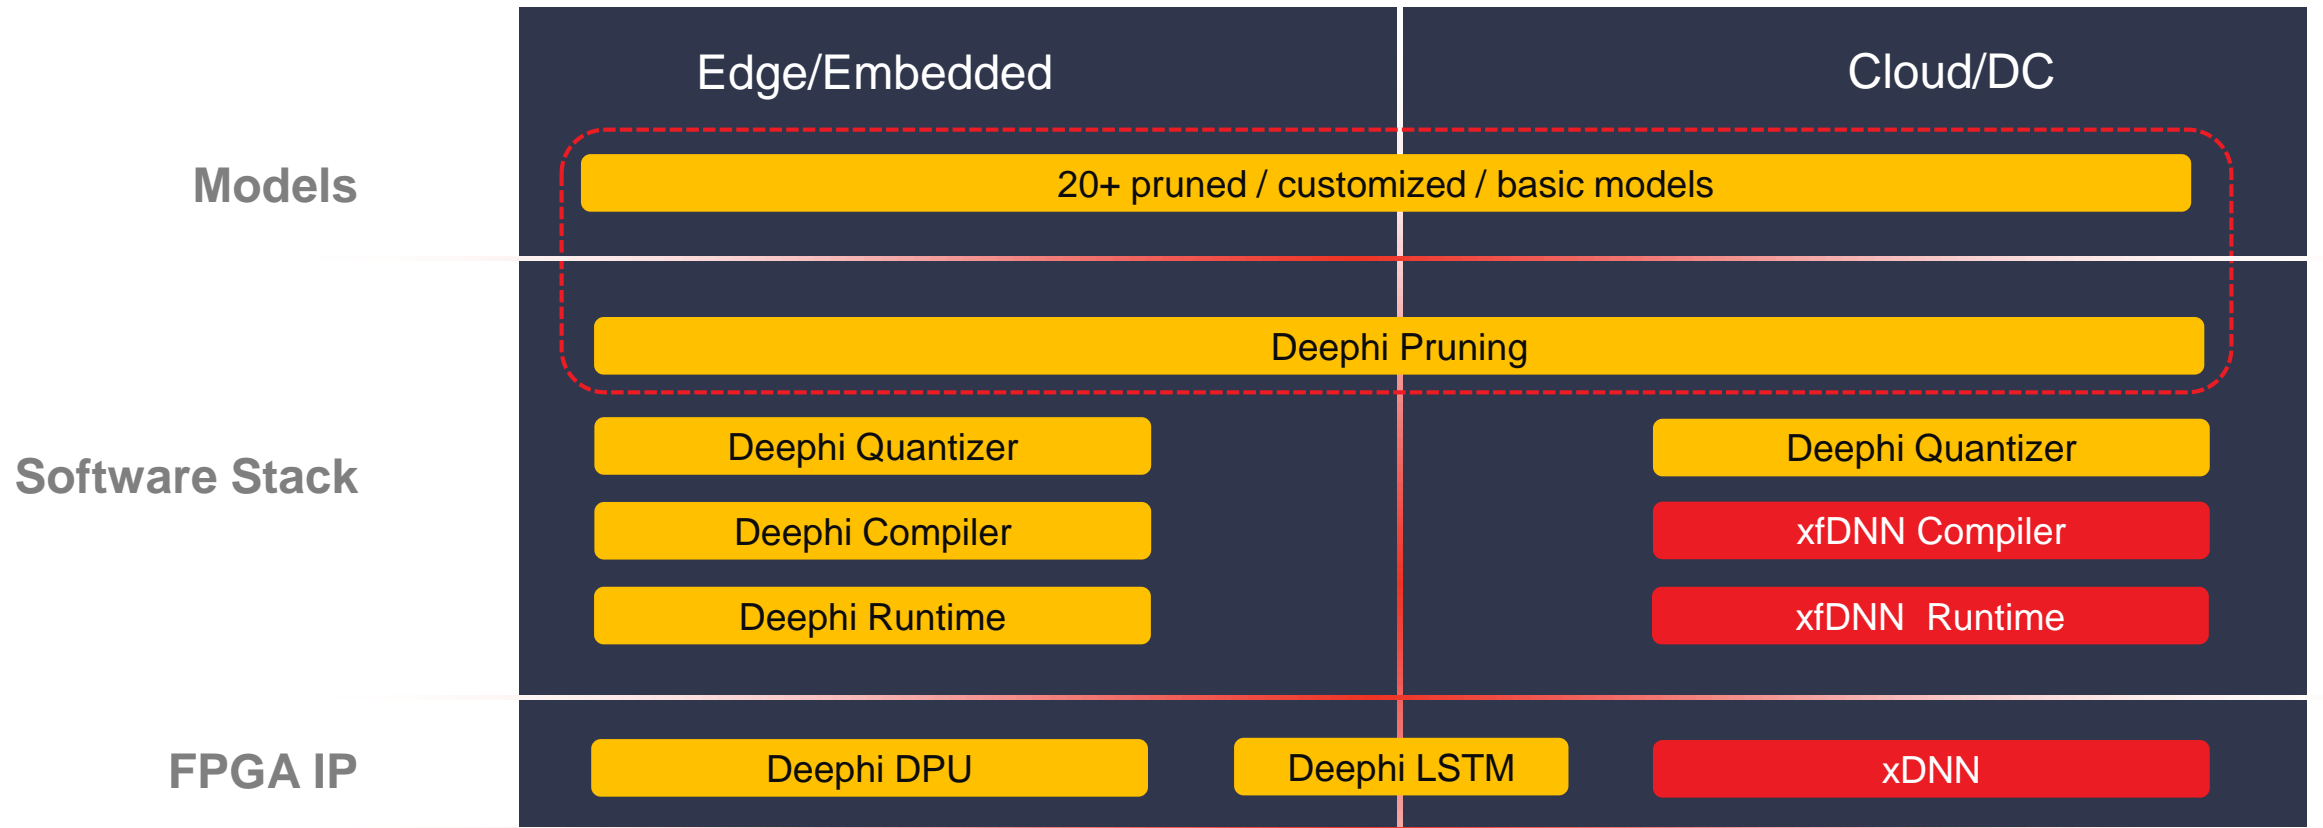 Edge/Embedded
Cloud/DC
Models
20+ pruned / customized / basic models
Deephi Pruning
Software Stack
Deephi Quantizer
Deephi Quantizer
Deephi Compiler
xfDNN Compiler
Deephi Runtime
xfDNN  Runtime
FPGA IP
Deephi DPU
Deephi LSTM
xDNN